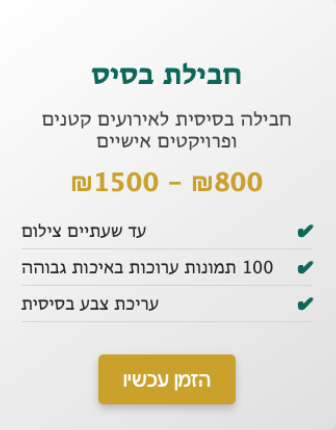 חבילת בסיס
חבילה בסיסית לאירועים קטנים
ופרויקטים אישיים
₪800 – ₪1500
✔ עד שעתיים צילום
✔ 100 תמונות ערוכות באיכות גבוהה
✔ עריכת צבע בסיסית
הזמן עכשיו